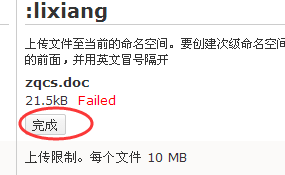 :lixiang
上传文件至当前的命名空间。要创建次级命名空间
的前面，并用英文冒号隔开
zqcs.doc
21.5kB Failed
完成
上传限制。每个文件 10 MB